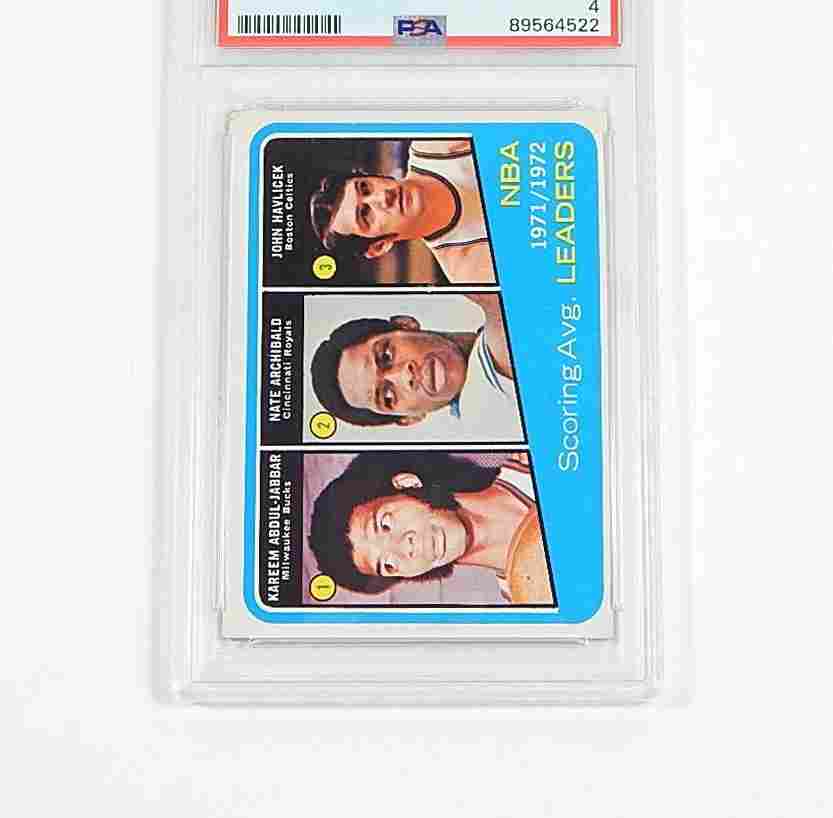 4
PSA
89564522
KAREEM ABDUL-JABBAR
Milwaukee Bucks
1
NATE ARCHIBALD
Cincinnati Royals
2
JOHN HAVLICEK
Boston Celtics
3
NBA
1971/1972
Scoring Avg. LEADERS